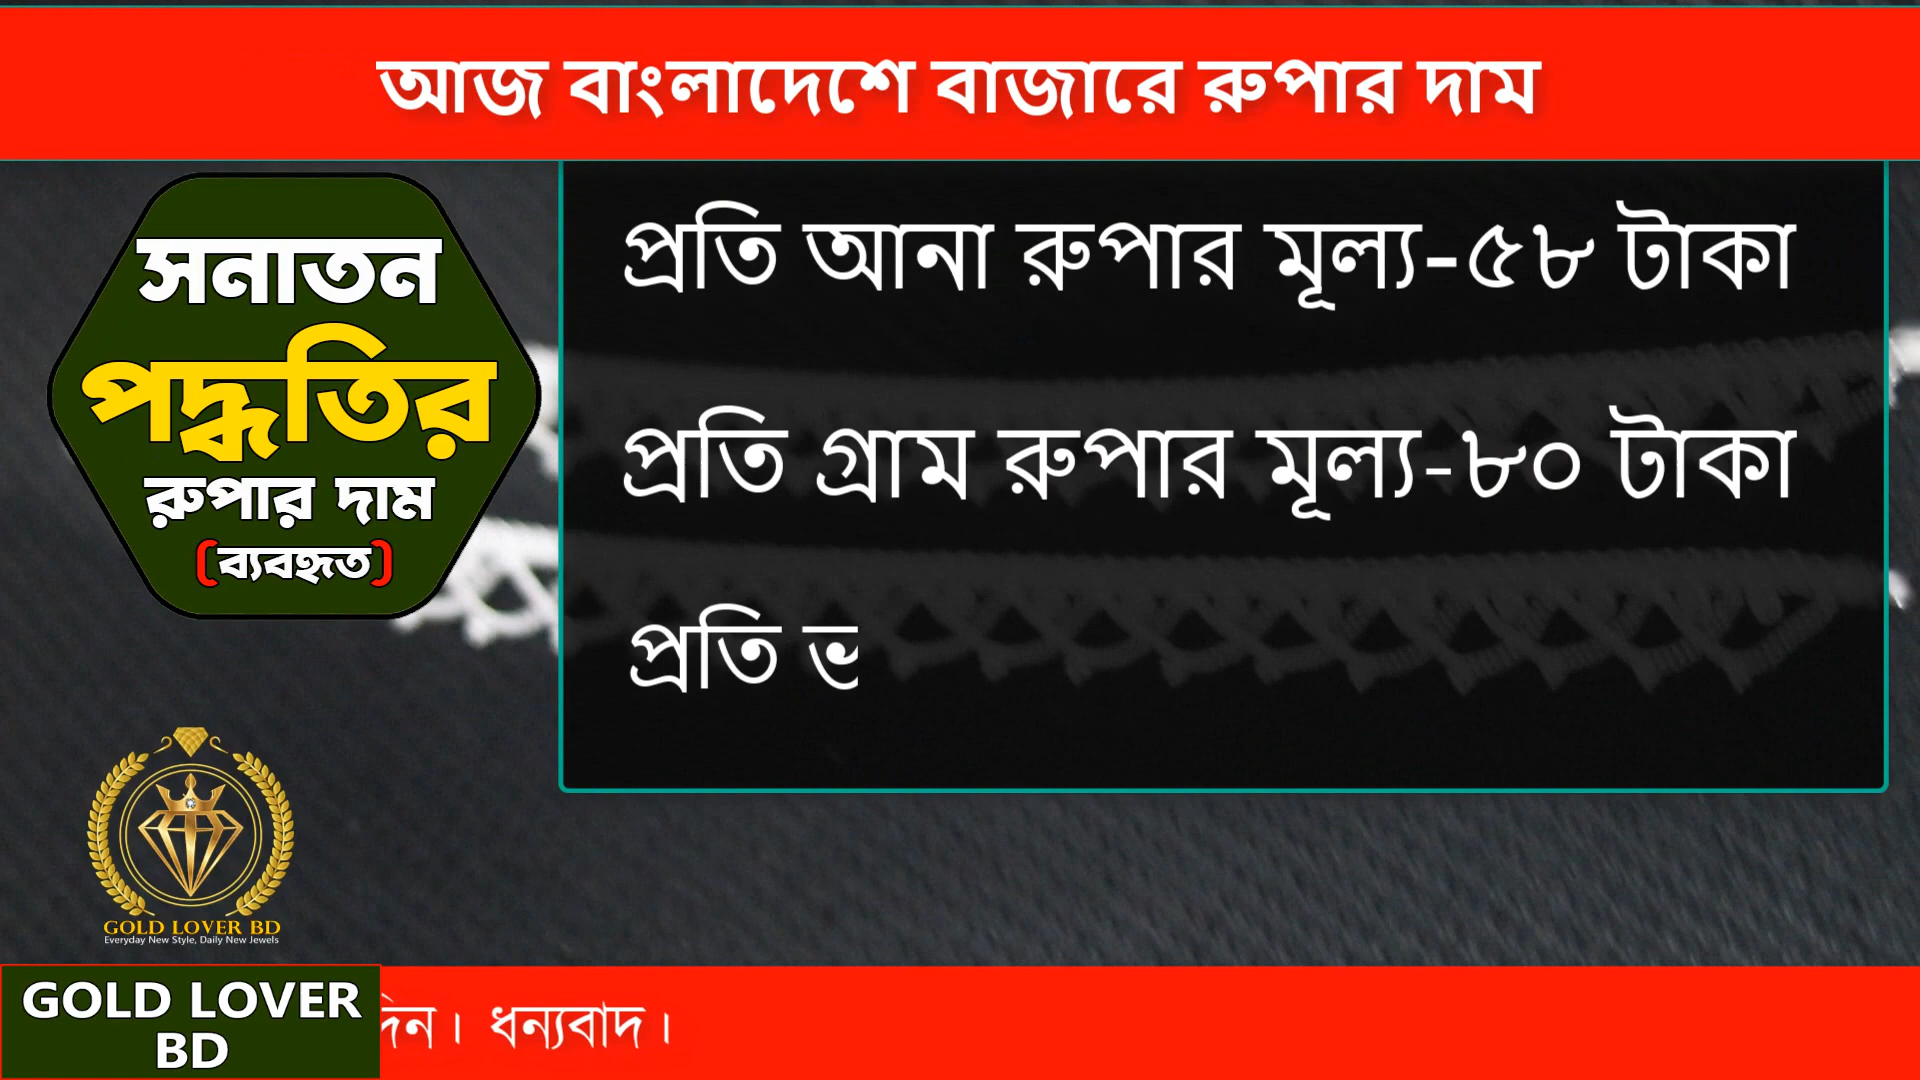 আজ বাংলাদেশে বাজারে রুপার দাম
সনাতন
পদ্ধতির
রুপার দাম
(ব্যবহৃত)
প্রতি আনা রুপার মূল্য-৫৮ টাকা
প্রতি গ্রাম রুপার মূল্য-৮০ টাকা
প্রতি
GOLD LOVER BD
Everyday New Style, Daily New Jewels
GOLD LOVER
BD
ধন্যবাদ।